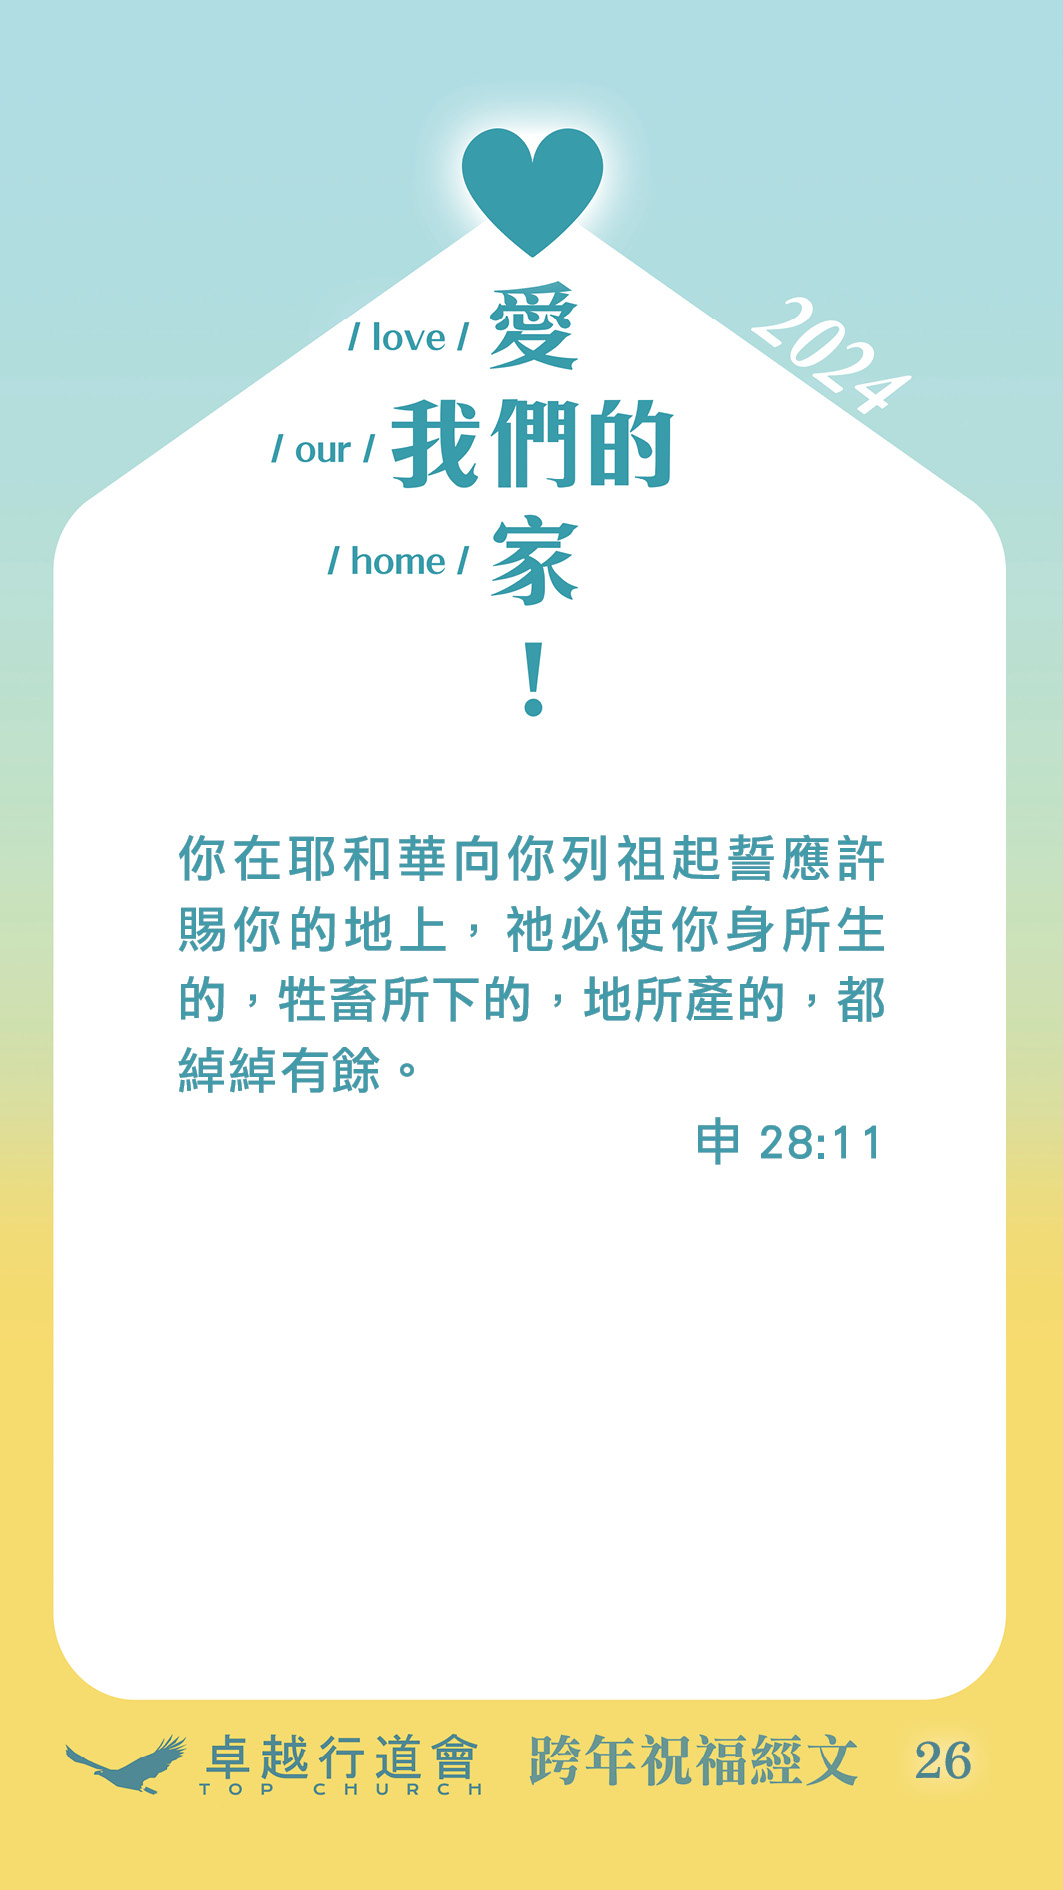 2024
/ love / 愛
/ our / 我們的
/ home / 家
!
你在耶和華向你列祖起誓應許
賜你的地上，祂必使你身所生
的，牲畜所下的，地所產的，都
綽綽有餘。
申 28:11
卓越行道會
TOP CHURCH
跨年祝福經文 26